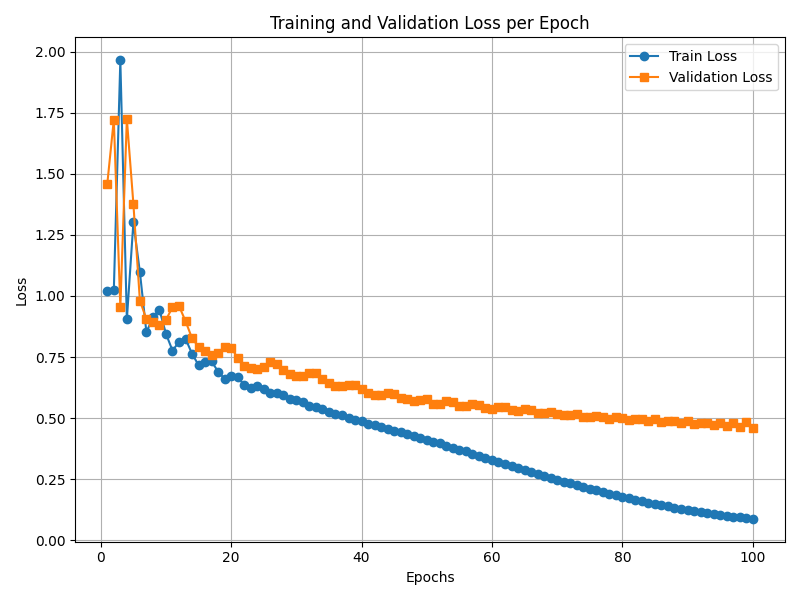 Training and Validation Loss per Epoch
Train Loss
Validation Loss
2.00
1.75
1.50
1.25
1.00
0.75
0.50
0.25
0.00
Loss
0 20 40 60 80 100
Epochs